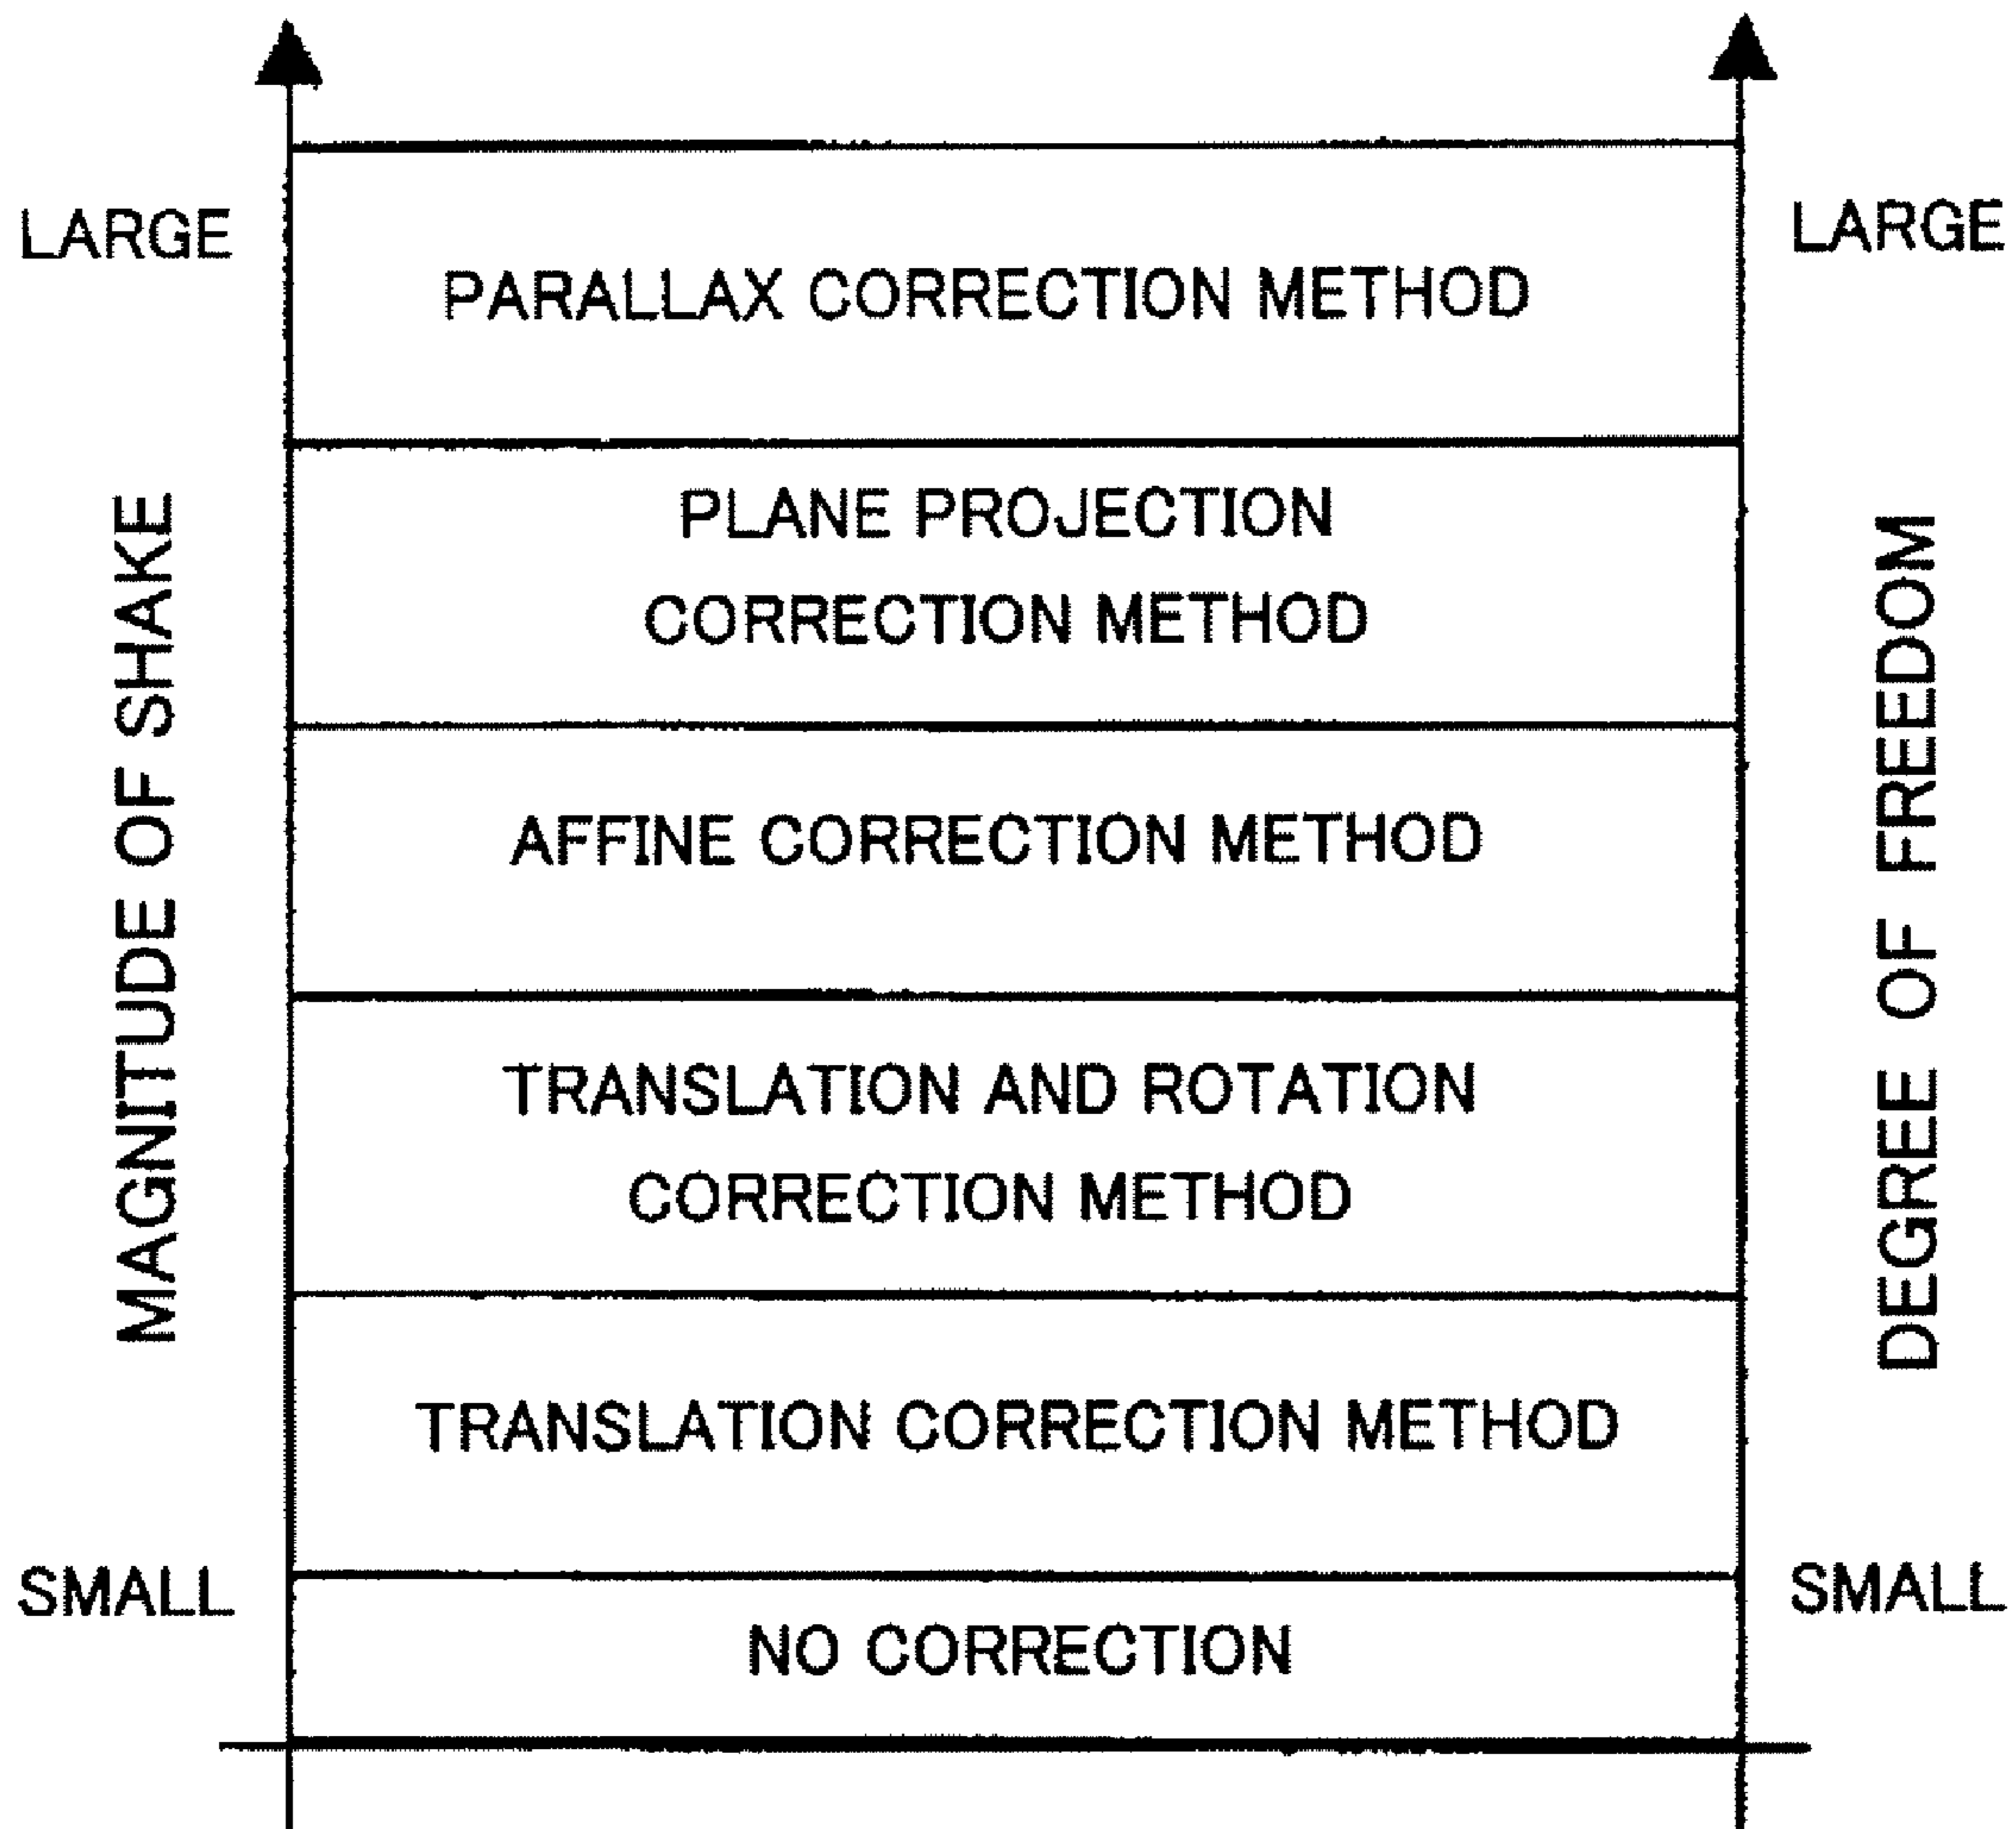 LARGE
LARGE
PARALLAX CORRECTION METHOD
PLANE PROJECTION
CORRECTION METHOD
MAGNITUDE OF SHAKE
DEGREE OF FREEDOM
AFFINE CORRECTION METHOD
TRANSLATION AND ROTATION
CORRECTION METHOD
TRANSLATION CORRECTION METHOD
SMALL
SMALL
NO CORRECTION